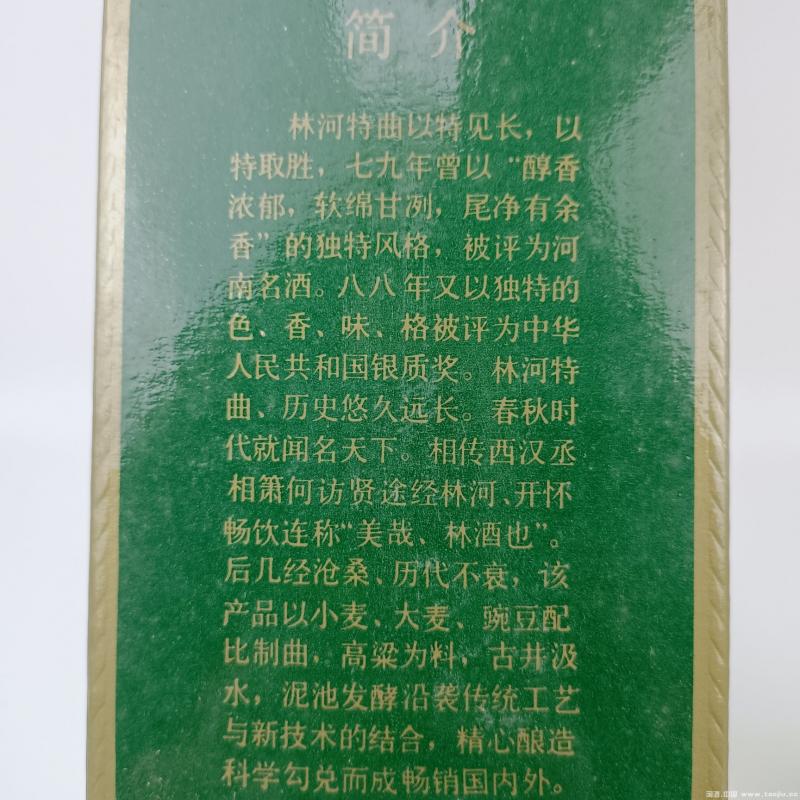 简介
林河特曲以特见长，以
特取胜，七九年曾以“醇香
浓郁，软绵甘冽，尾净有余
香”的独特风格，被评为河
南名酒。八八年又以独特的
色、香、味、格被评为中华
人民共和国银质奖。林河特
曲、历史悠久远长。春秋时
代就闻名天下。相传西汉丞
相箫何访贤途经林河、开怀
畅饮连称“美哉、林酒也”。
后几经沧桑、历代不衰，该
产品以小麦、大麦、豌豆配
比制曲，高粱为料，古井汲
水，泥池发酵沿袭传统工艺
与新技术的结合，精心酿造
科学勾兑而成畅销国内外。